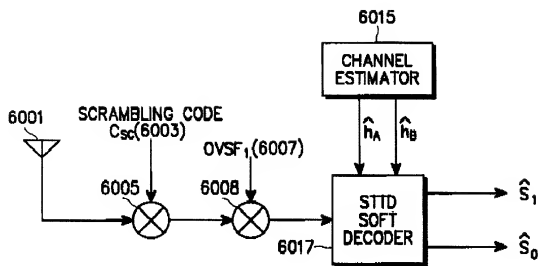 6015
CHANNEL
ESTIMATOR
6001
SCRAMBLING CODE
C_SC(6003)
OVSF_1(6007)
ĥ_A
ĥ_B
6005
6008
STTD
SOFT
DECODER
6017
Ŝ_1
Ŝ_0